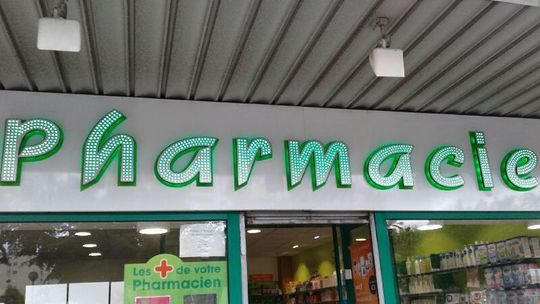 Pharmacie
Les + de votre
Pharmacien